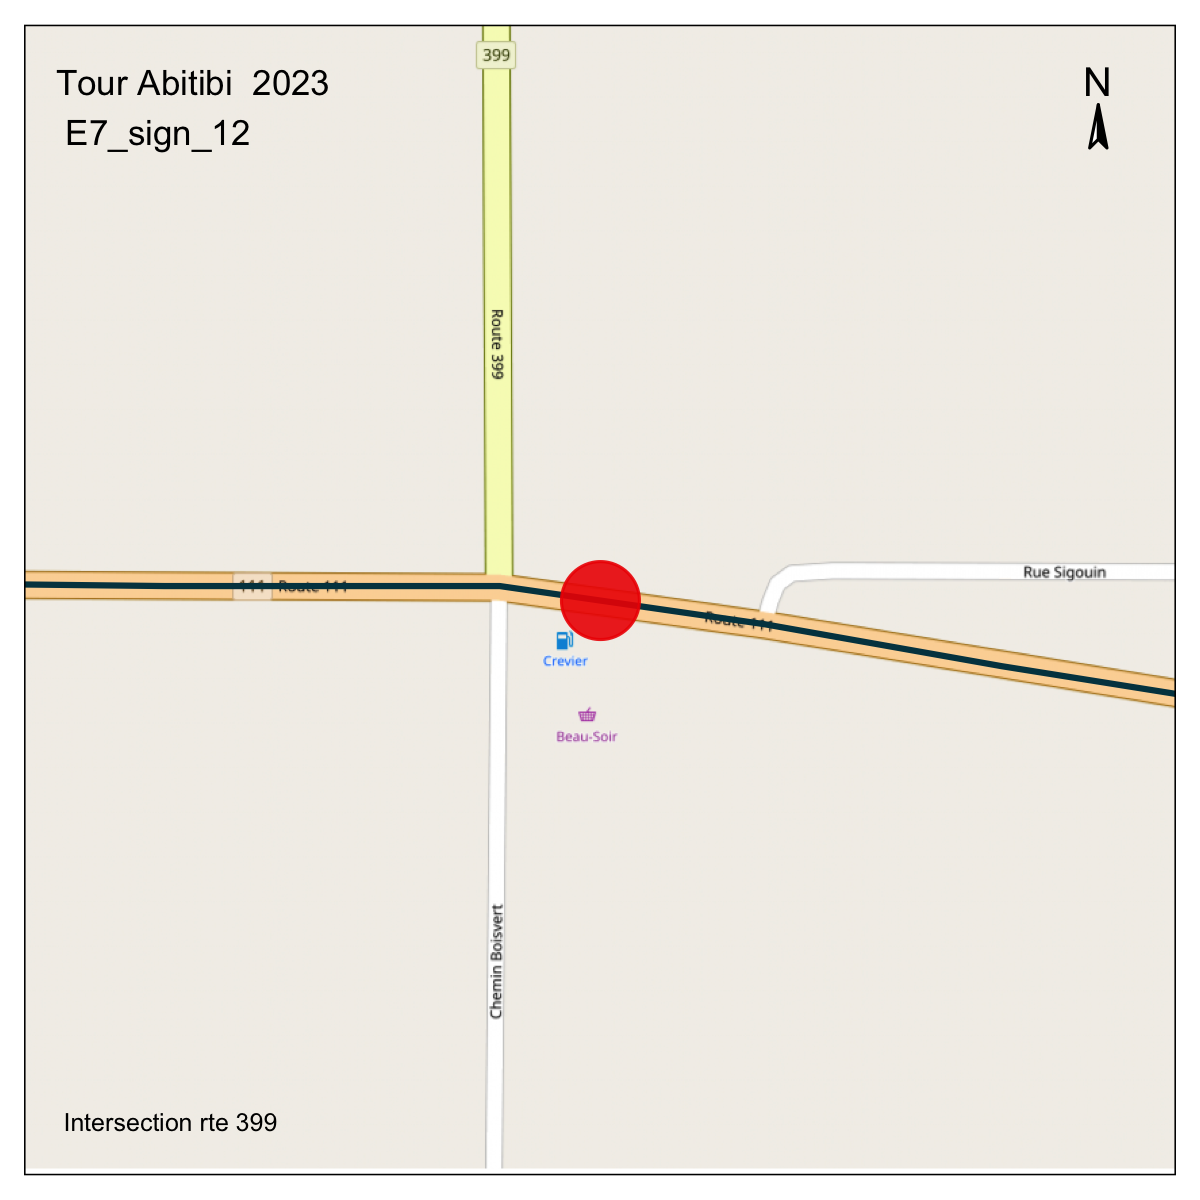 399
Tour Abitibi  2023
N
E7_sign_12
Route 399
111
Route 111
Rue Sigouin
Route 111
Crevier
Beau-Soir
Chemin Boisvert
Intersection rte 399